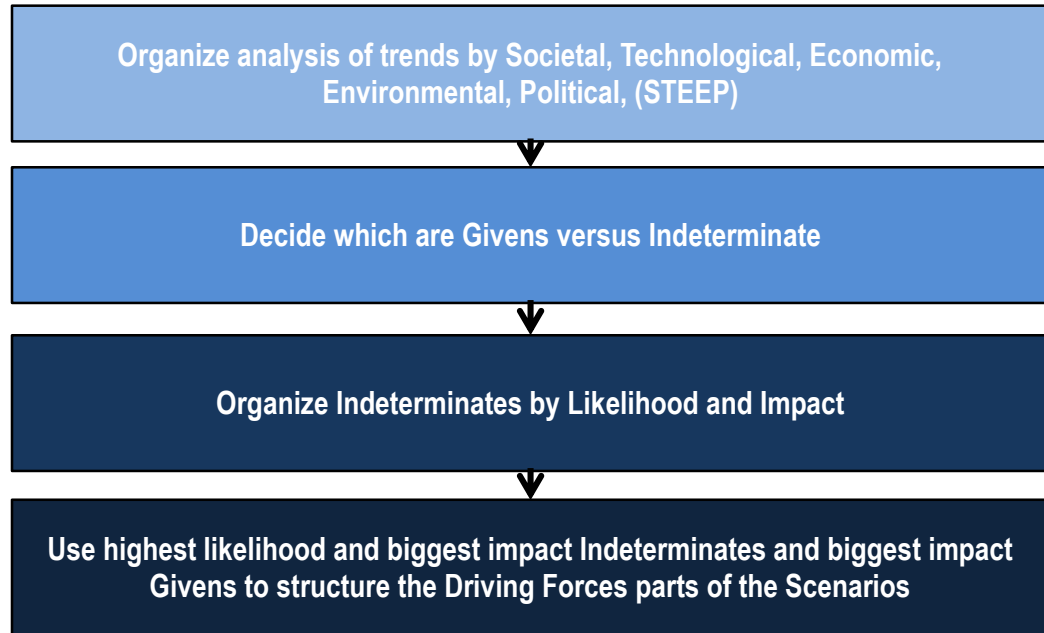 Organize analysis of trends by Societal, Technological, Economic,
Environmental, Political, (STEEP)
Decide which are Givens versus Indeterminate
Organize Indeterminates by Likelihood and Impact
Use highest likelihood and biggest impact Indeterminates and biggest impact
Givens to structure the Driving Forces parts of the Scenarios